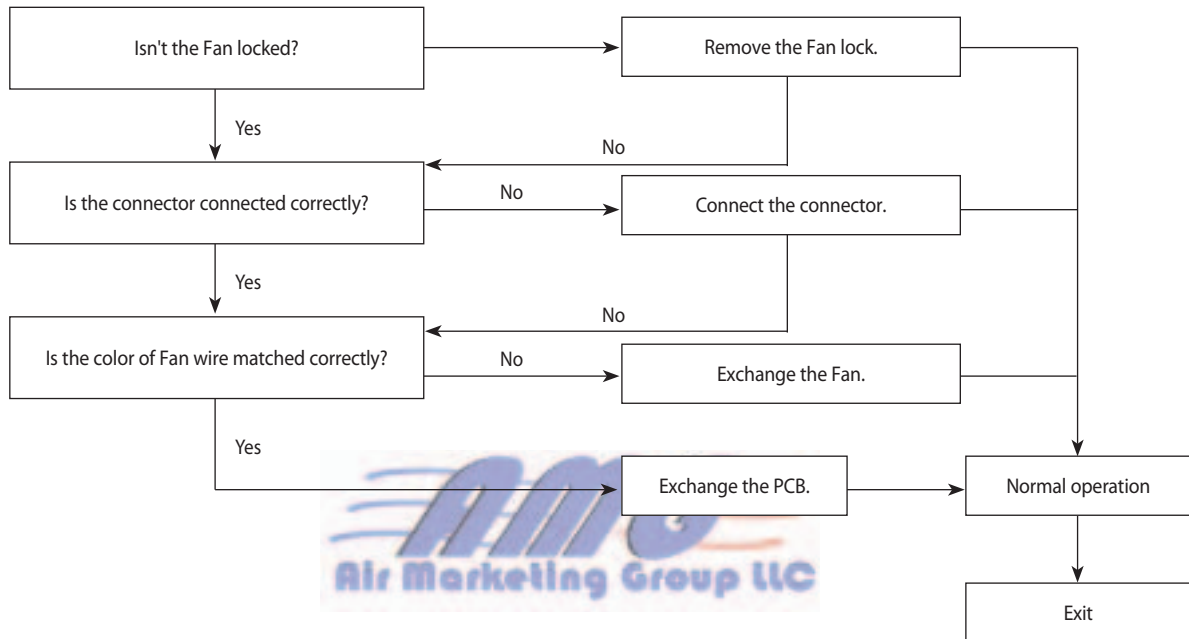 Isn't the Fan locked?
Remove the Fan lock.
Yes
No
Is the connector connected correctly?
No
Connect the connector.
Yes
No
Is the color of Fan wire matched correctly?
No
Exchange the Fan.
Yes
Exchange the PCB.
Normal operation
AMG
Air Marketing Group LLC
Exit